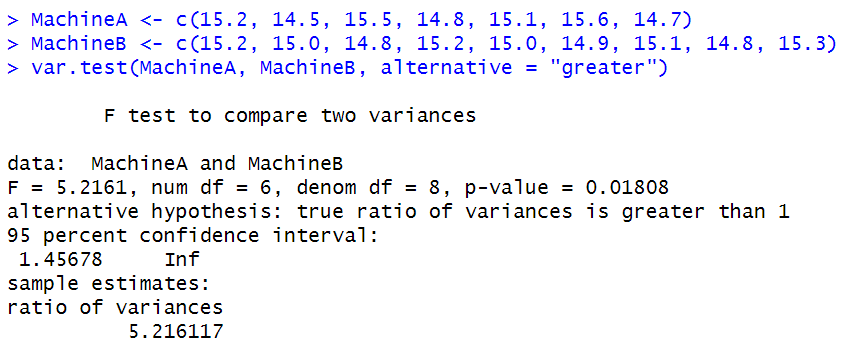 > MachineA <- c(15.2, 14.5, 15.5, 14.8, 15.1, 15.6, 14.7)
> MachineB <- c(15.2, 15.0, 14.8, 15.2, 15.0, 14.9, 15.1, 14.8, 15.3)
> var.test(MachineA, MachineB, alternative = "greater")
F test to compare two variances
data:  MachineA and MachineB
F = 5.2161, num df = 6, denom df = 8, p-value = 0.01808
alternative hypothesis: true ratio of variances is greater than 1
95 percent confidence interval:
 1.45678     Inf
sample estimates:
ratio of variances
          5.216117